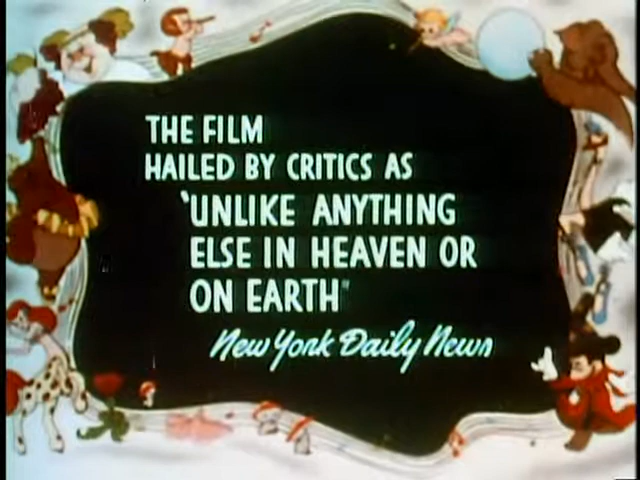 THE FILM
HAILED BY CRITICS AS
'UNLIKE ANYTHING
ELSE IN HEAVEN OR
ON EARTH"
New York Daily News